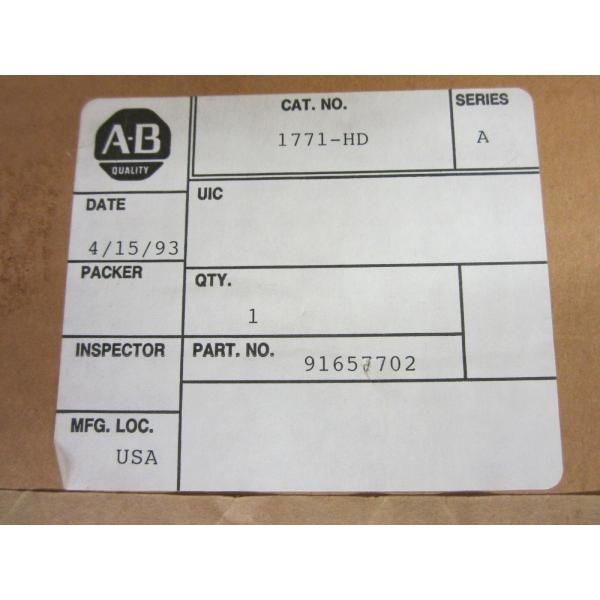 A-B
QUALITY
CAT. NO.
1771-HD
SERIES
A
DATE
4/15/93
UIC
PACKER
QTY.
1
INSPECTOR
PART. NO.
91657702
MFG. LOC.
USA